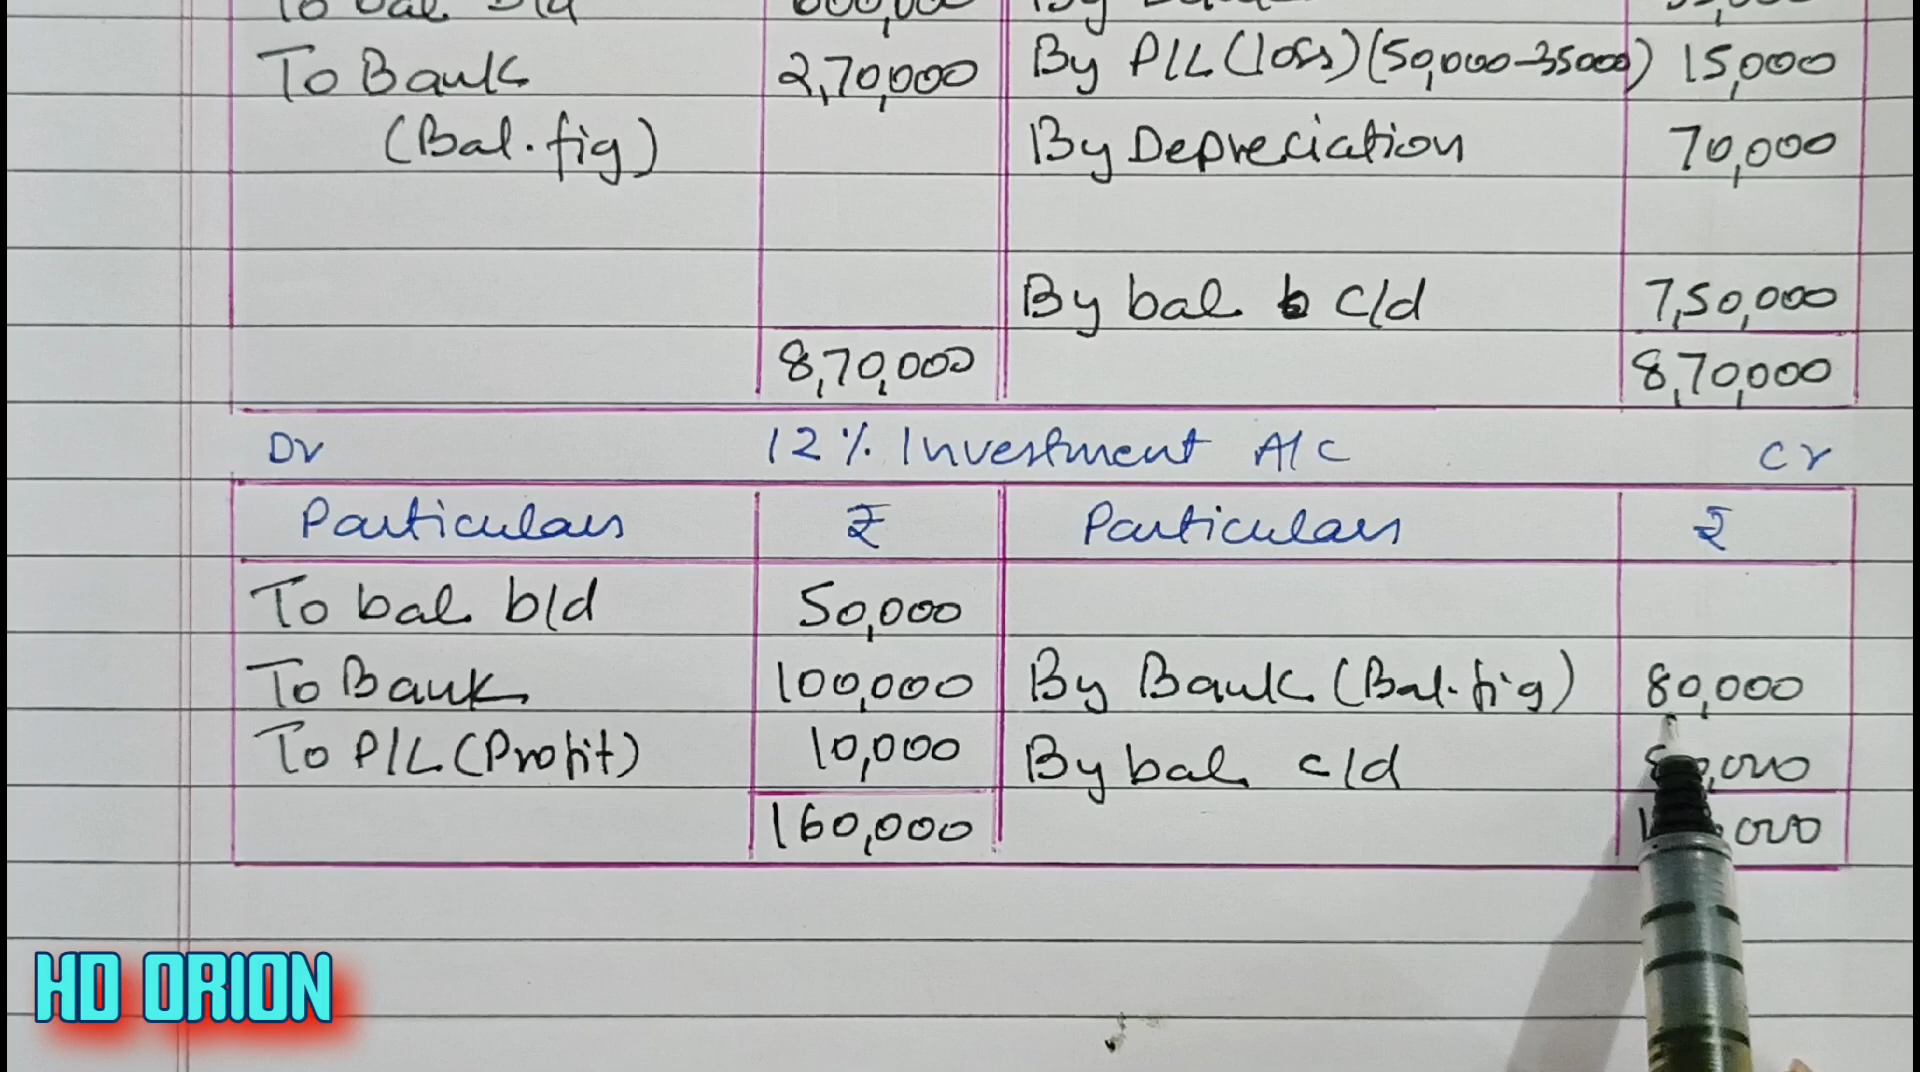 To Bank 2,70,000 By P/L (loss) (50,000-35000) 15,000
(Bal. fig) By Depreciation 70,000
By bal c/d 7,50,000
8,70,000 8,70,000
Dr 12% Investment A/C Cr
Particulars ₹ Particulars ₹
To bal b/d 50,000
To Bank 100,000 By Bank (Bal. fig) 80,000
To P/L (Profit) 10,000 By bal c/d
160,000
HD ORION